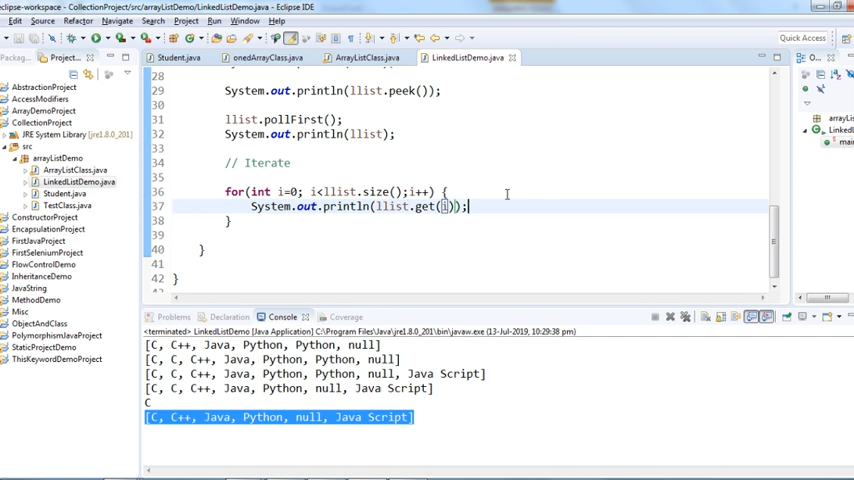 eclipse-workspace - CollectionProject/src/arrayListDemo/LinkedListDemo.java - Eclipse IDE
Edit Source Refactor Navigate Search Project Run Window Help
Quick Access
Packag...
Project...
Student.java
onedArrayClass.java
ArrayListClass.java
LinkedListDemo.java
O...
AbstractionProject
AccessModifiers
ArrayDemoProject
CollectionProject
JRE System Library [jre1.8.0_201]
src
arrayListDemo
ArrayListClass.java
LinkedListDemo.java
Student.java
TestClass.java
ConstructorProject
EncapsulationProject
FirstJavaProject
FirstSeleniumProject
FlowControlDemo
InheritanceDemo
JavaString
MethodDemo
Misc
ObjectAndClass
PolymorphismJavaProject
StaticProjectDemo
ThisKeywordDemoProject
28
29 System.out.println(llist.peek());
30
31 llist.pollFirst();
32 System.out.println(llist);
33
34 // Iterate
35
36 for(int i=0; i<llist.size();i++) {
37 System.out.println(llist.get(i));
38 }
39
40 }
41
42 }
arrayLis
LinkedL
mai
Problems
Declaration
Console
Coverage
<terminated> LinkedListDemo [Java Application] C:\Program Files\Java\jre1.8.0_201\bin\javaw.exe (13-Jul-2019, 10:29:38 PM)
[C, C++, Java, Python, Python, null]
[C, C, C++, Java, Python, Python, null]
[C, C, C++, Java, Python, Python, null, Java Script]
[C, C, C++, Java, Python, null, Java Script]
C
[C, C++, Java, Python, null, Java Script]